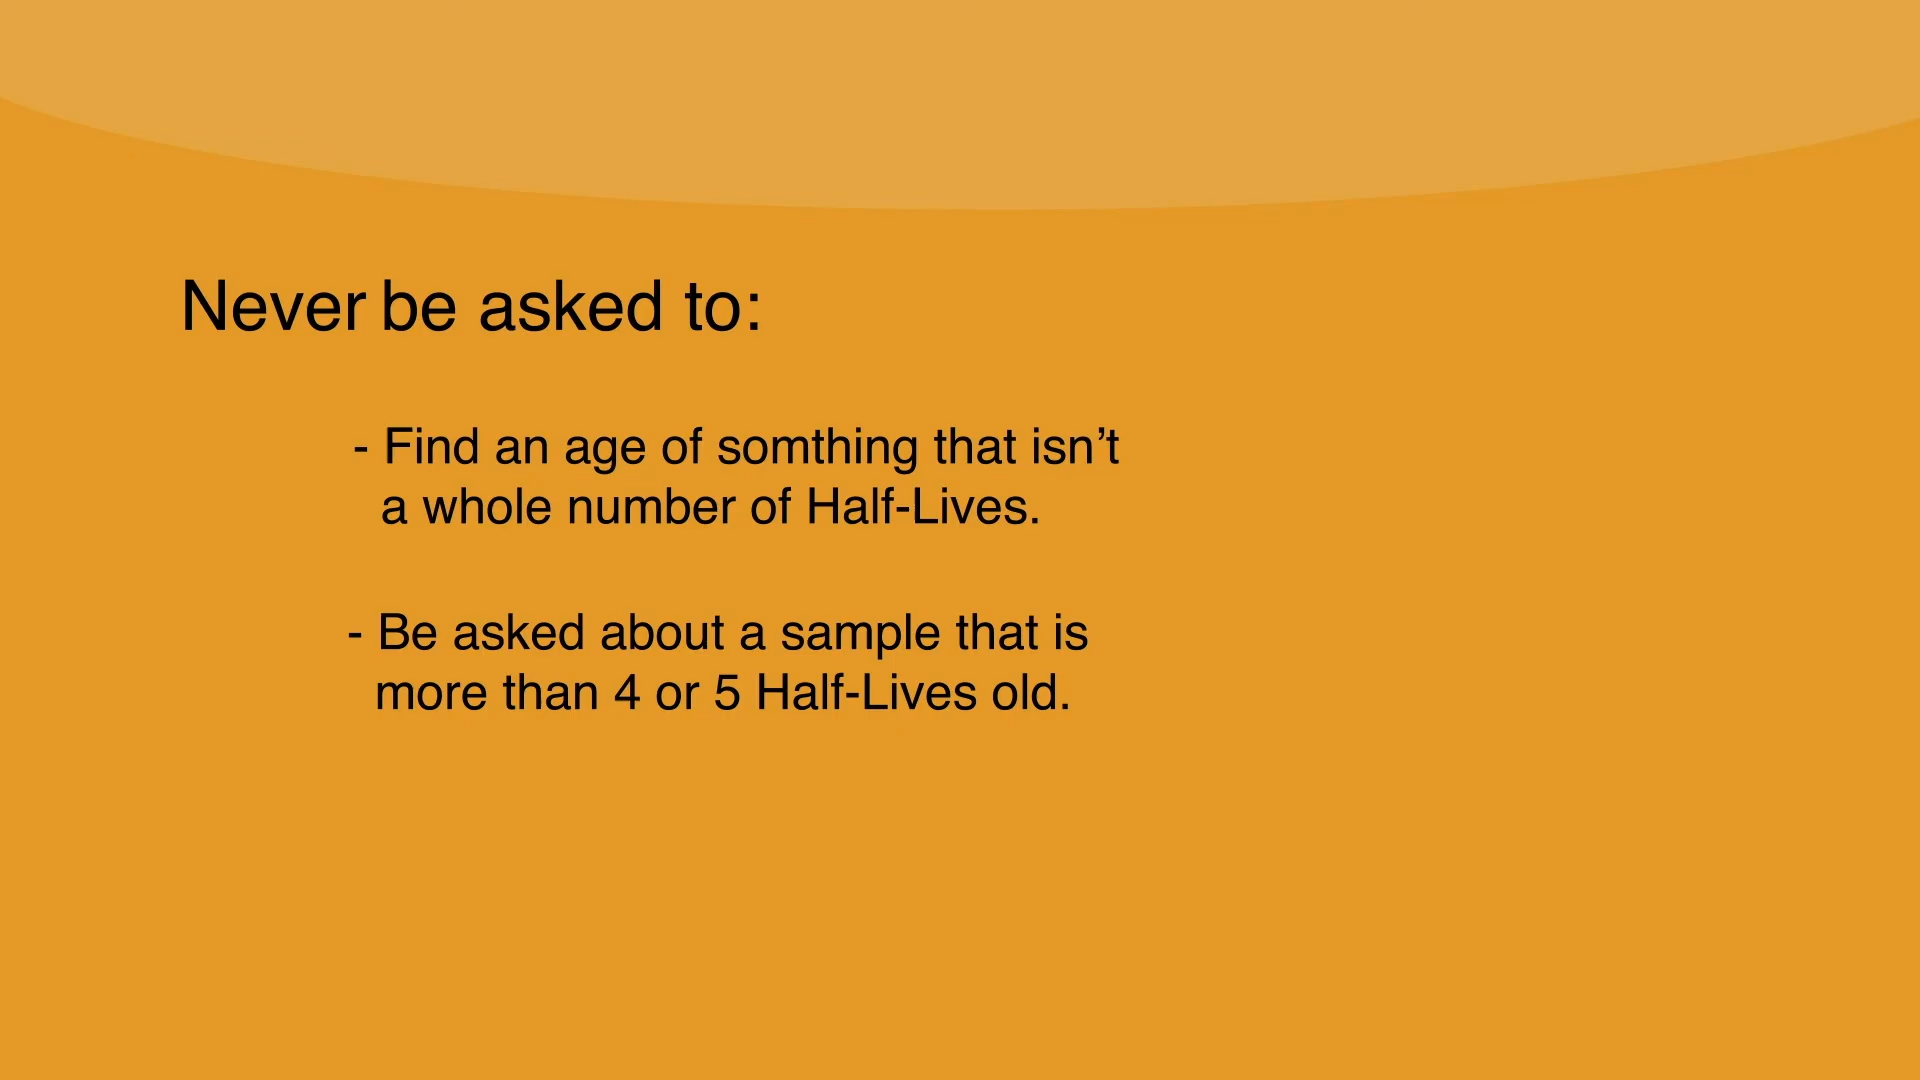 Never be asked to:
- Find an age of somthing that isn’t
a whole number of Half-Lives.
- Be asked about a sample that is
more than 4 or 5 Half-Lives old.